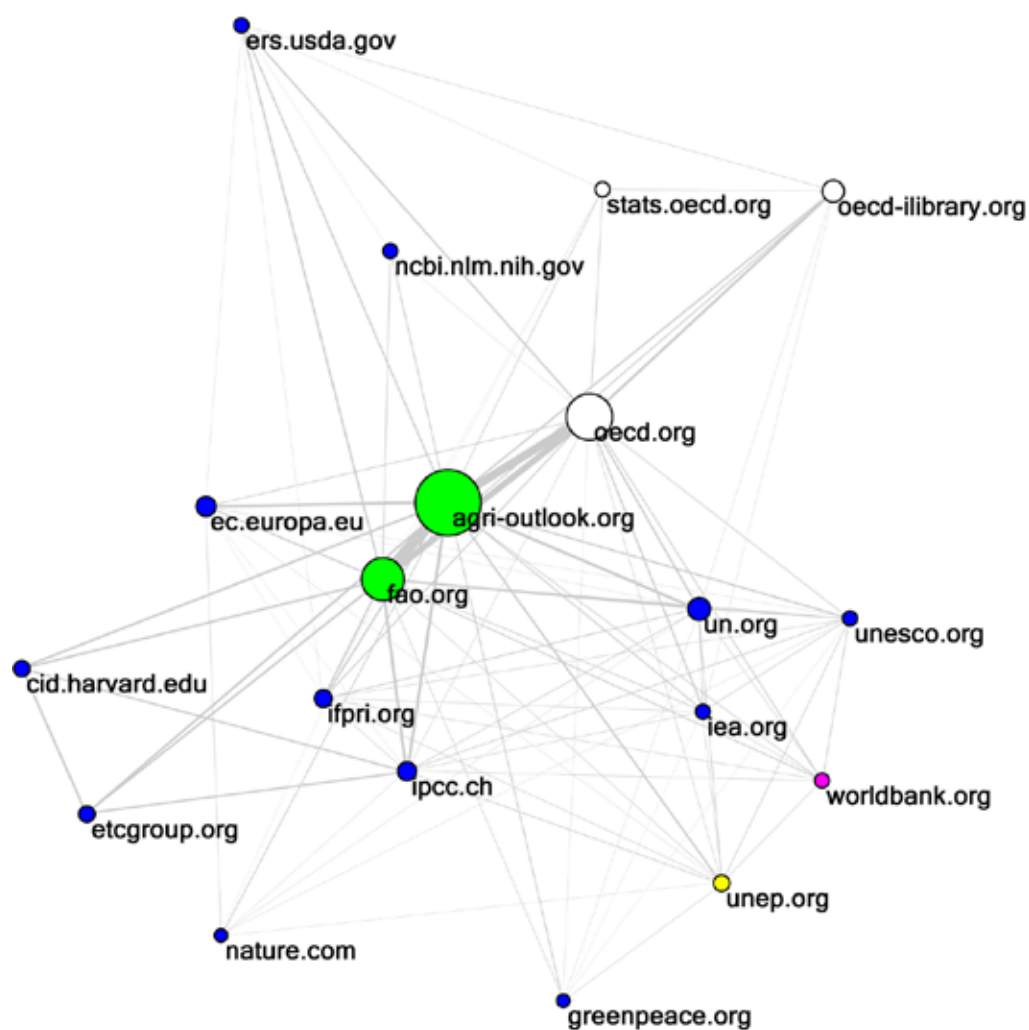 ers.usda.gov
stats.oecd.org
oecd-ilibrary.org
ncbi.nlm.nih.gov
oecd.org
agri-outlook.org
ec.europa.eu
fao.org
un.org
unesco.org
cid.harvard.edu
ifpri.org
iea.org
ipcc.ch
worldbank.org
etcgroup.org
unep.org
nature.com
greenpeace.org